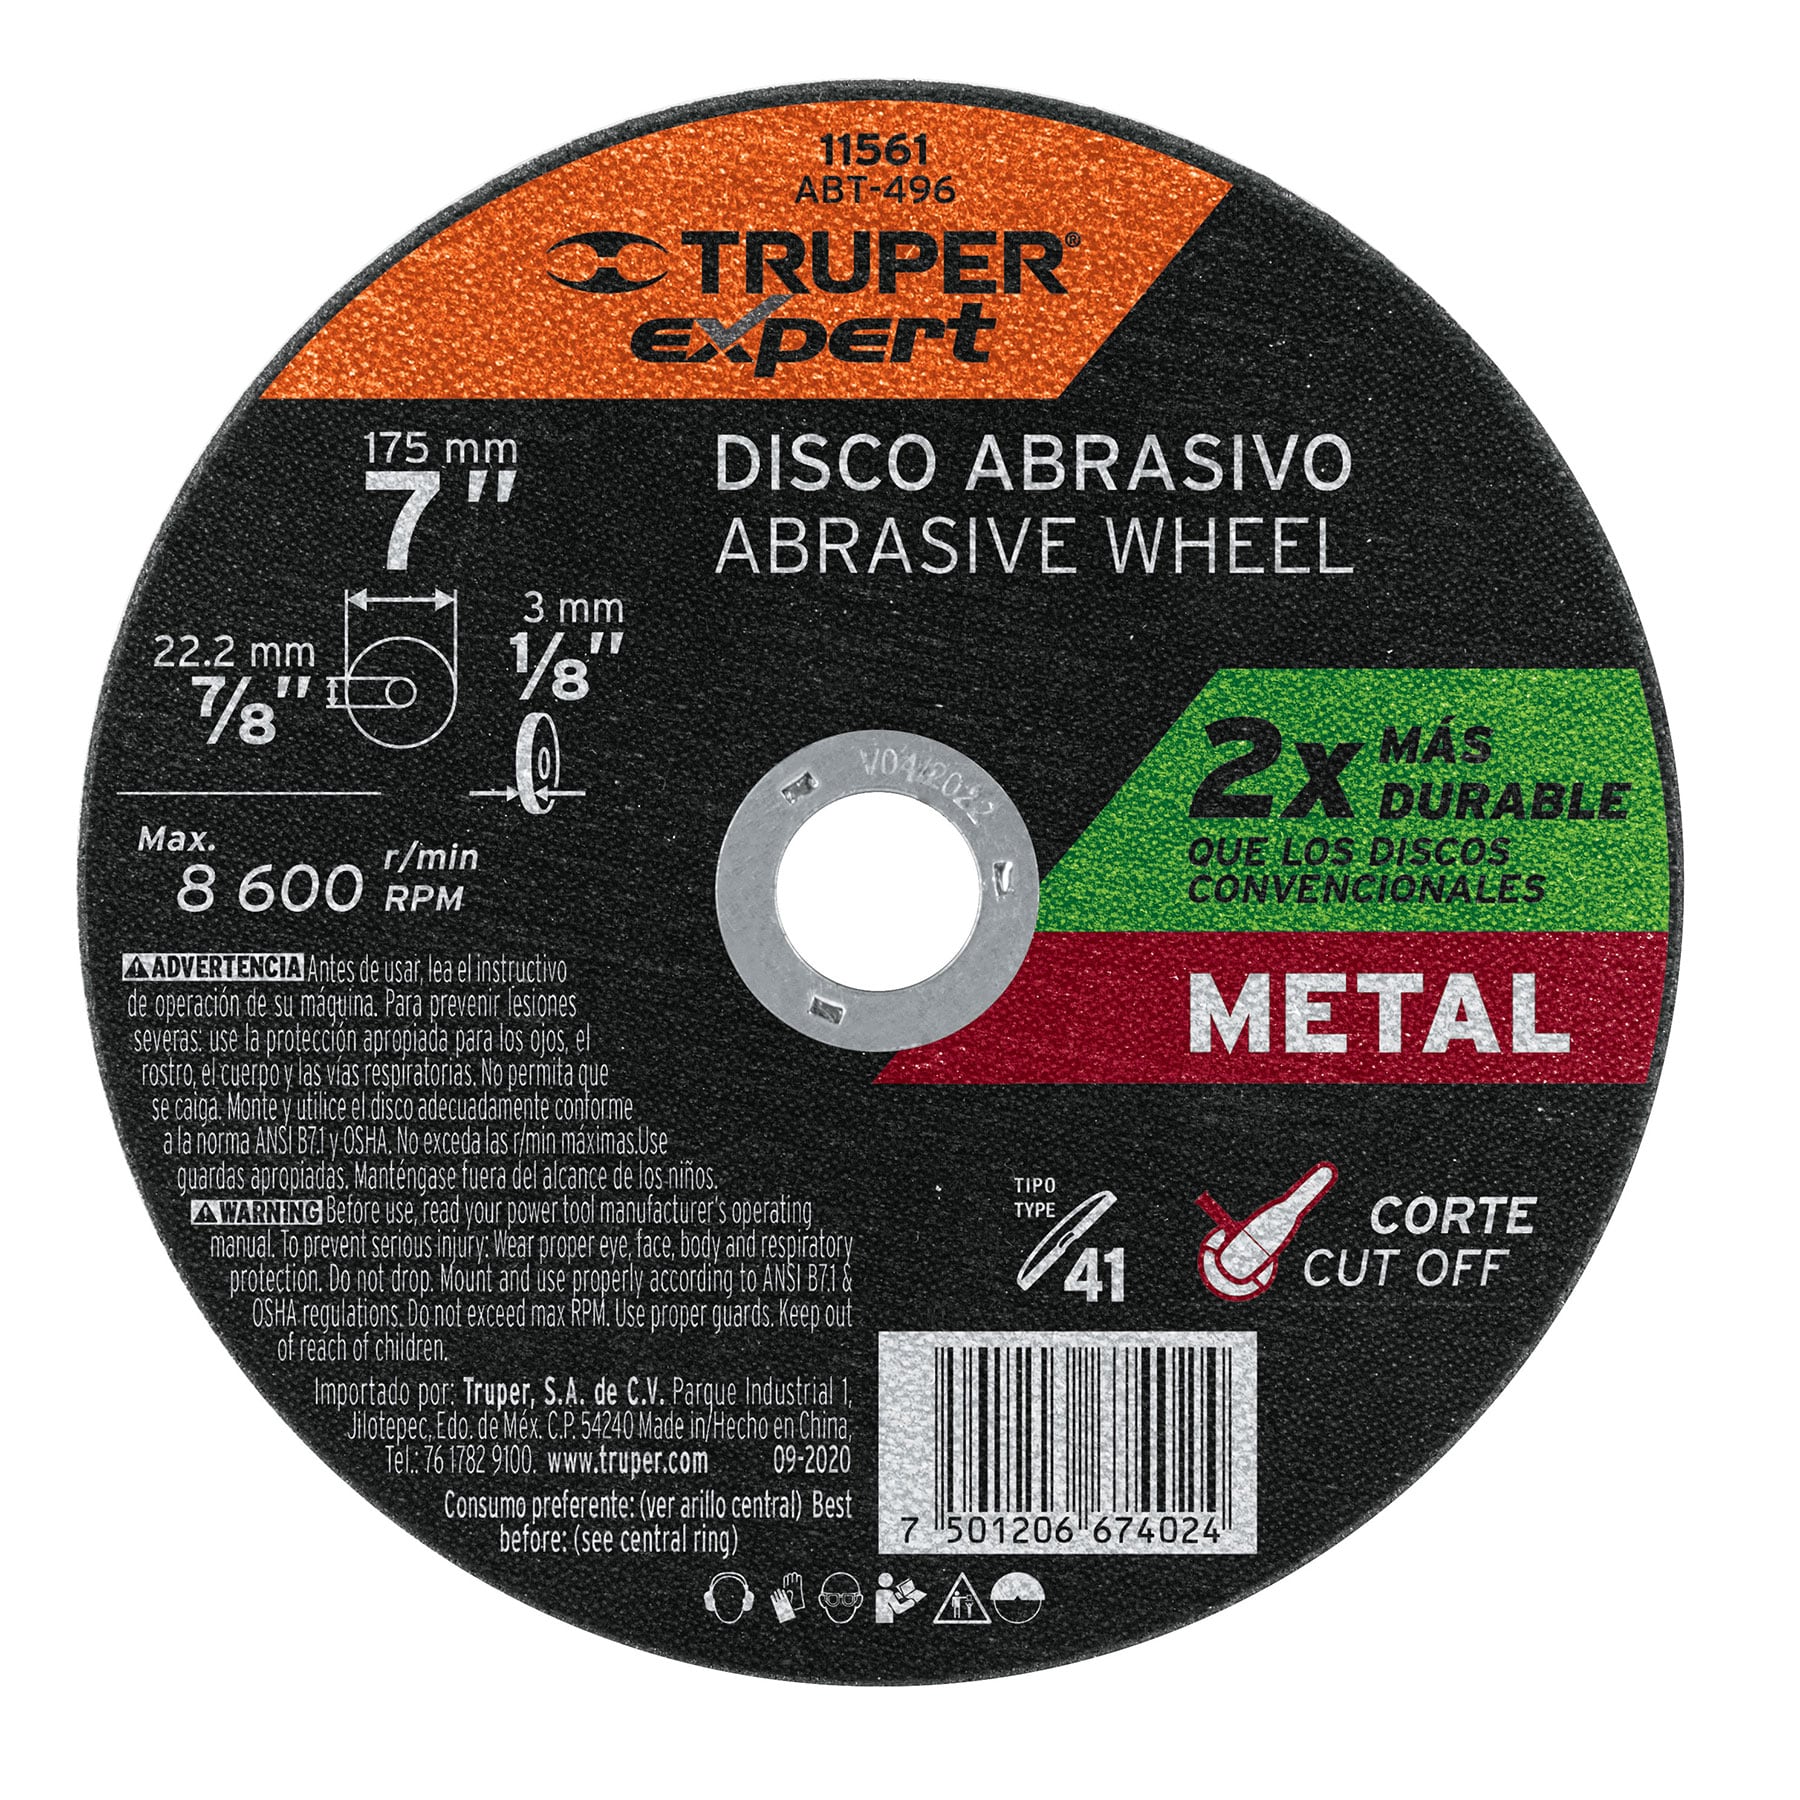 11561
ABT-496
TRUPER®
expert
175 mm
7"
DISCO ABRASIVO
ABRASIVE WHEEL
22.2 mm
7/8"
3 mm
1/8"
2x MÁS
DURABLE
QUE LOS DISCOS
CONVENCIONALES
V04/2022
Max.
8 600 r/min
RPM
METAL
ADVERTENCIA Antes de usar, lea el instructivo
de operación de su máquina. Para prevenir lesiones
severas: use la protección apropiada para los ojos, el
rostro, el cuerpo y las vías respiratorias. No permita que
se caiga. Monte y utilice el disco adecuadamente conforme
a la norma ANSI B7.1 y OSHA. No exceda las r/min máximas.Use
guardas apropiadas. Manténgase fuera del alcance de los niños.
WARNING Before use, read your power tool manufacturer's operating
manual. To prevent serious injury: Wear proper eye, face, body and respiratory
protection. Do not drop. Mount and use properly according to ANSI B7.1 &
OSHA regulations. Do not exceed max RPM. Use proper guards. Keep out
of reach of children.
TIPO
TYPE
41
CORTE
CUT OFF
Importado por: Truper, S.A. de C.V. Parque Industrial 1,
Jilotepec, Edo. de Méx. C.P. 54240 Made in/Hecho en China,
Tel.: 76 1782 9100. www.truper.com 09-2020
Consumo preferente: (ver arillo central) Best
before: (see central ring)
7 501206 674024